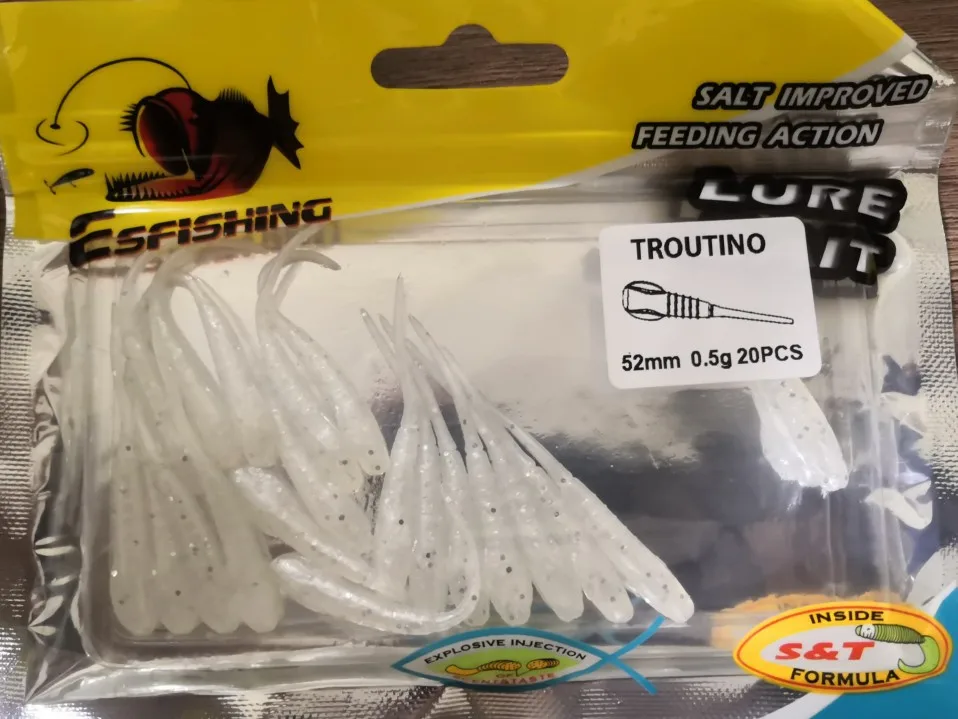 SALT IMPROVED
FEEDING ACTION
ESFISHING
LURE
TROUTINO
52mm 0.5g 20PCS
EXPLOSIVE INJECTION
INSIDE
S&T
FORMULA